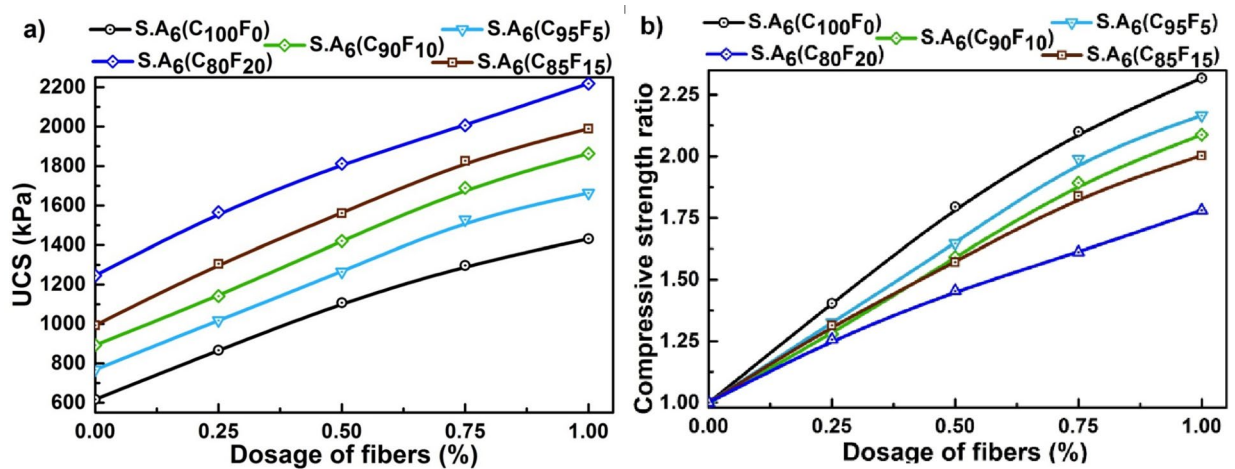 a)
S.A6(C100F0)
S.A6(C95F5)
S.A6(C90F10)
S.A6(C80F20)
S.A6(C85F15)
2200
2000
1800
1600
1400
1200
1000
800
600
UCS (kPa)
0.00 0.25 0.50 0.75 1.00
Dosage of fibers (%)
b)
S.A6(C100F0)
S.A6(C95F5)
S.A6(C90F10)
S.A6(C80F20)
S.A6(C85F15)
2.25
2.00
1.75
1.50
1.25
1.00
Compressive strength ratio
0.00 0.25 0.50 0.75 1.00
Dosage of fibers (%)